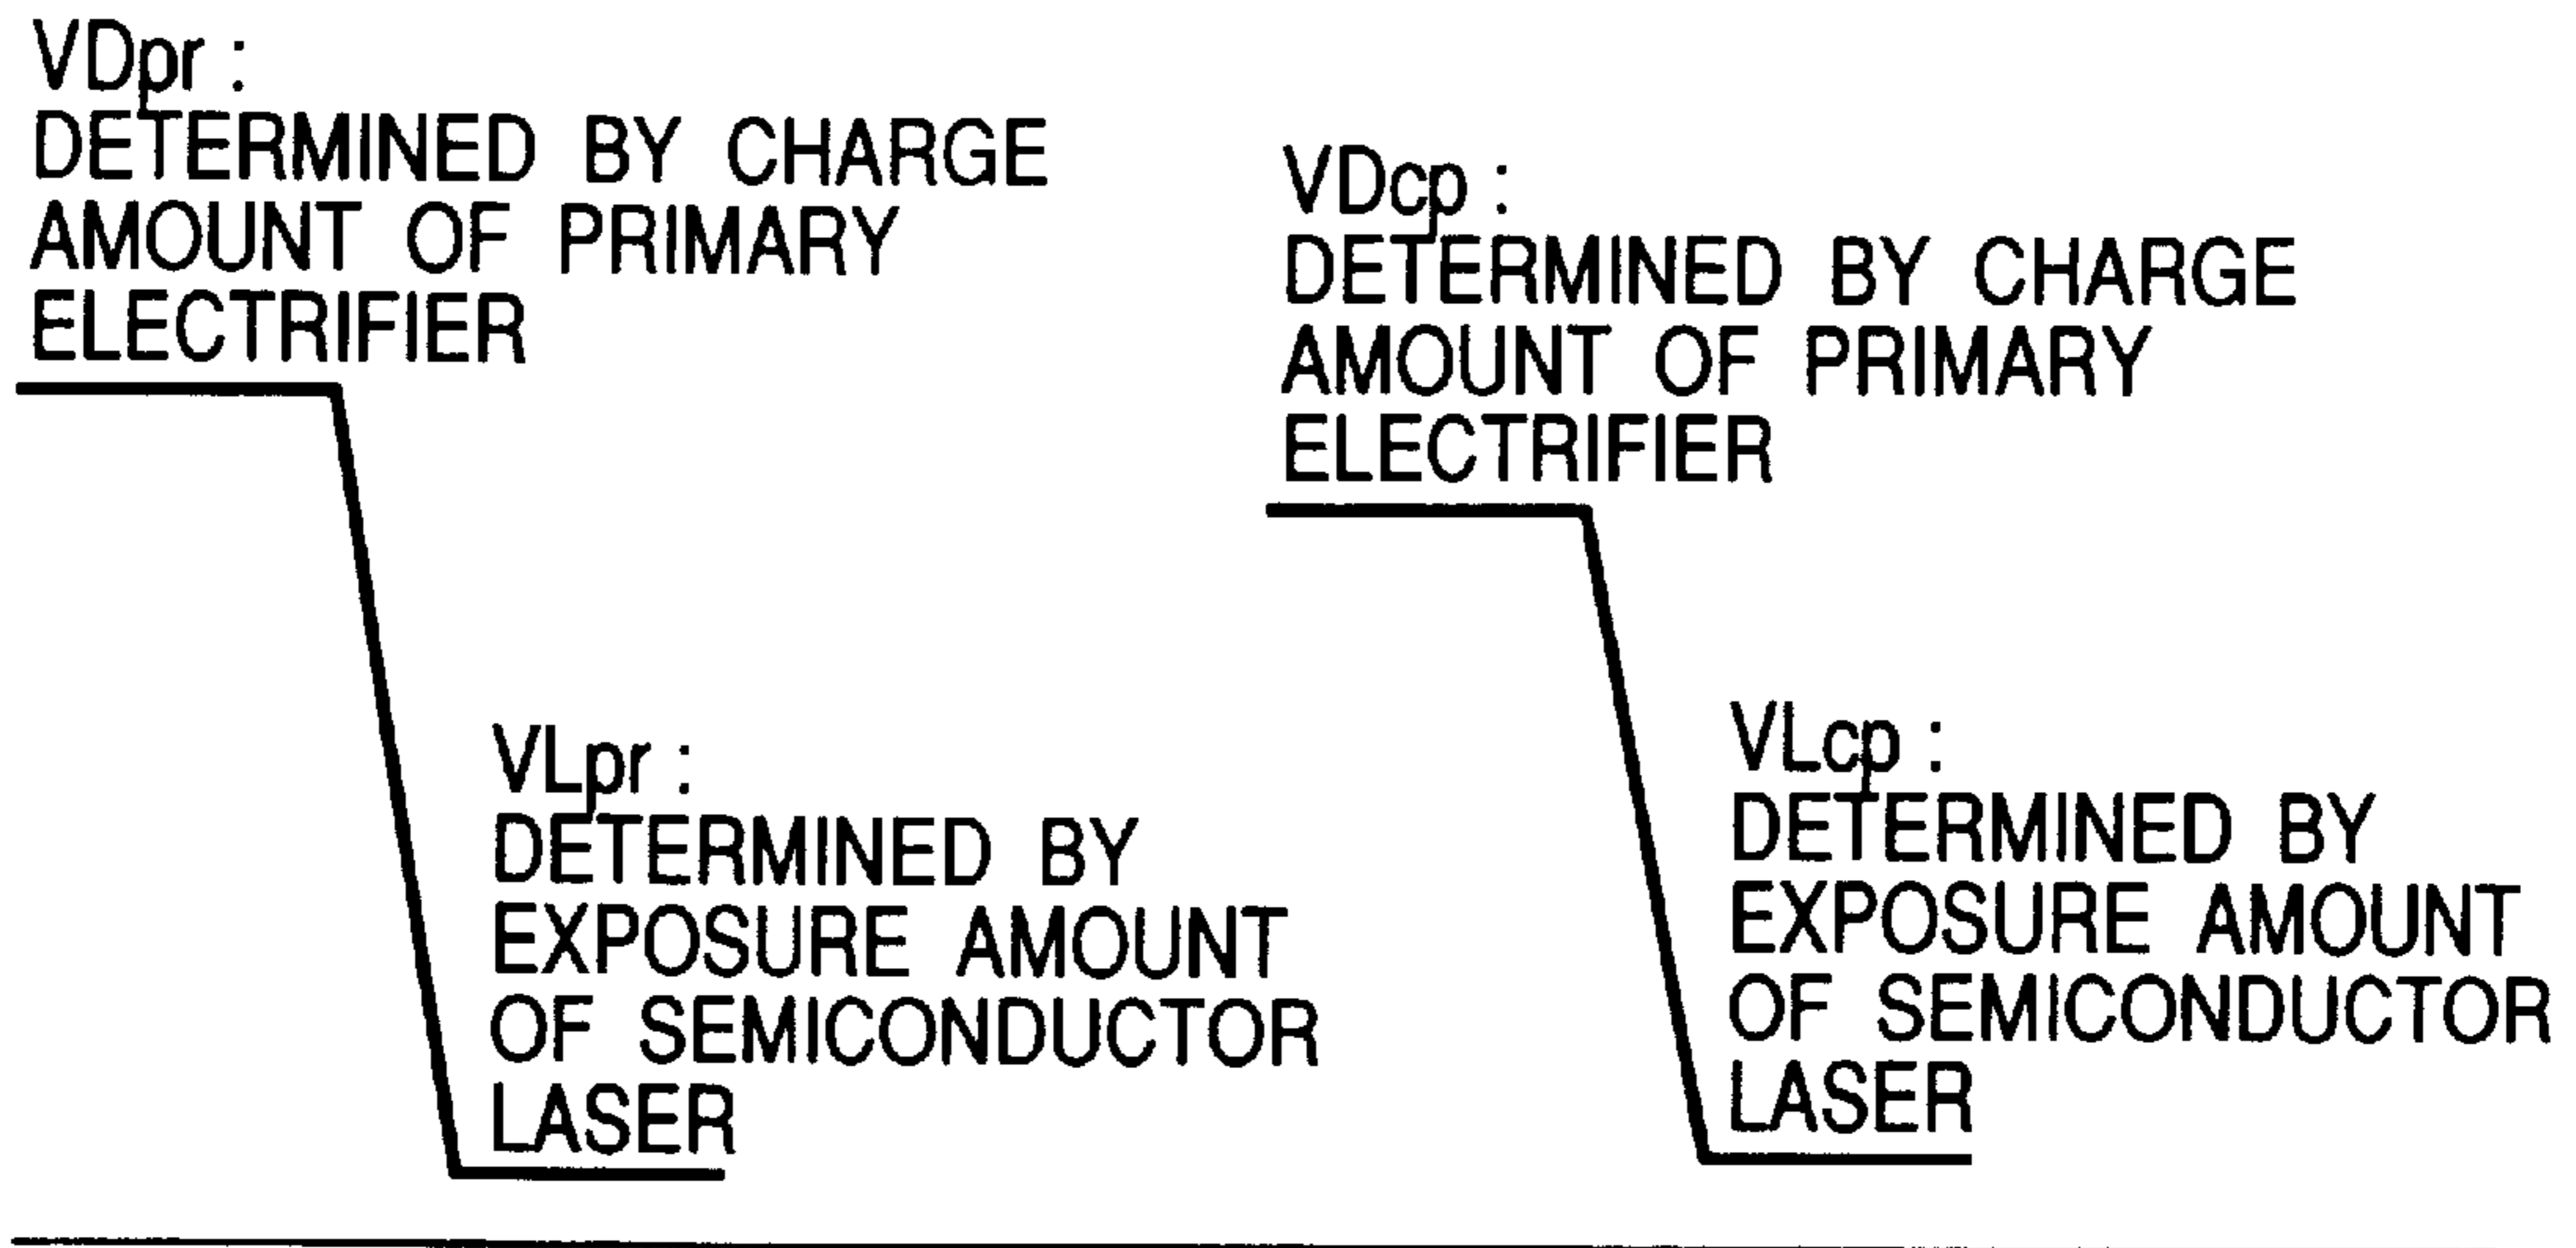 VDpr :
DETERMINED BY CHARGE
AMOUNT OF PRIMARY
ELECTRIFIER
VLpr :
DETERMINED BY
EXPOSURE AMOUNT
OF SEMICONDUCTOR
LASER
VDcp :
DETERMINED BY CHARGE
AMOUNT OF PRIMARY
ELECTRIFIER
VLcp :
DETERMINED BY
EXPOSURE AMOUNT
OF SEMICONDUCTOR
LASER